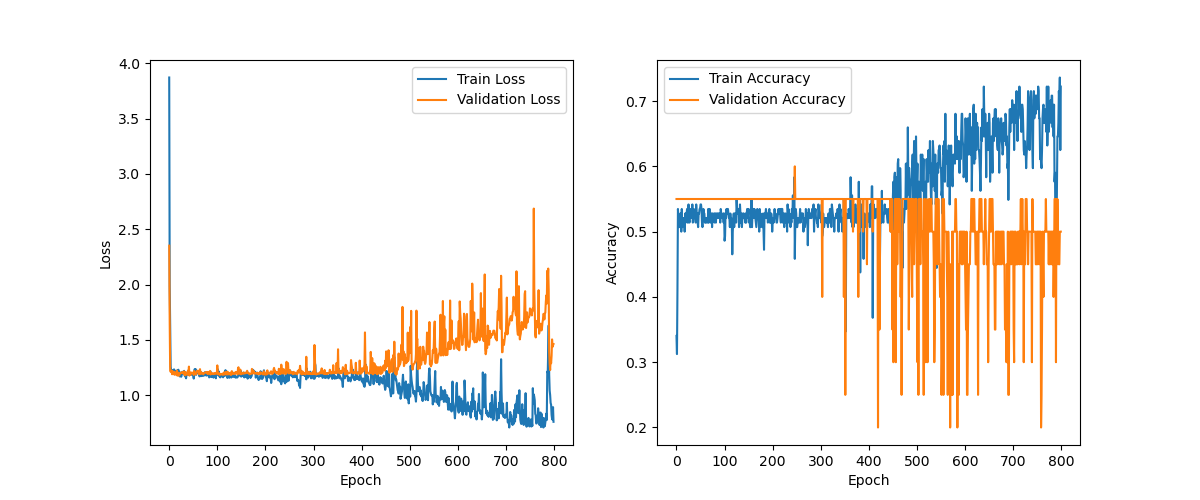 4.0
3.5
3.0
2.5
2.0
1.5
1.0
Loss
0 100 200 300 400 500 600 700 800
Epoch
Train Loss
Validation Loss
0.7
0.6
0.5
0.4
0.3
0.2
Accuracy
0 100 200 300 400 500 600 700 800
Epoch
Train Accuracy
Validation Accuracy